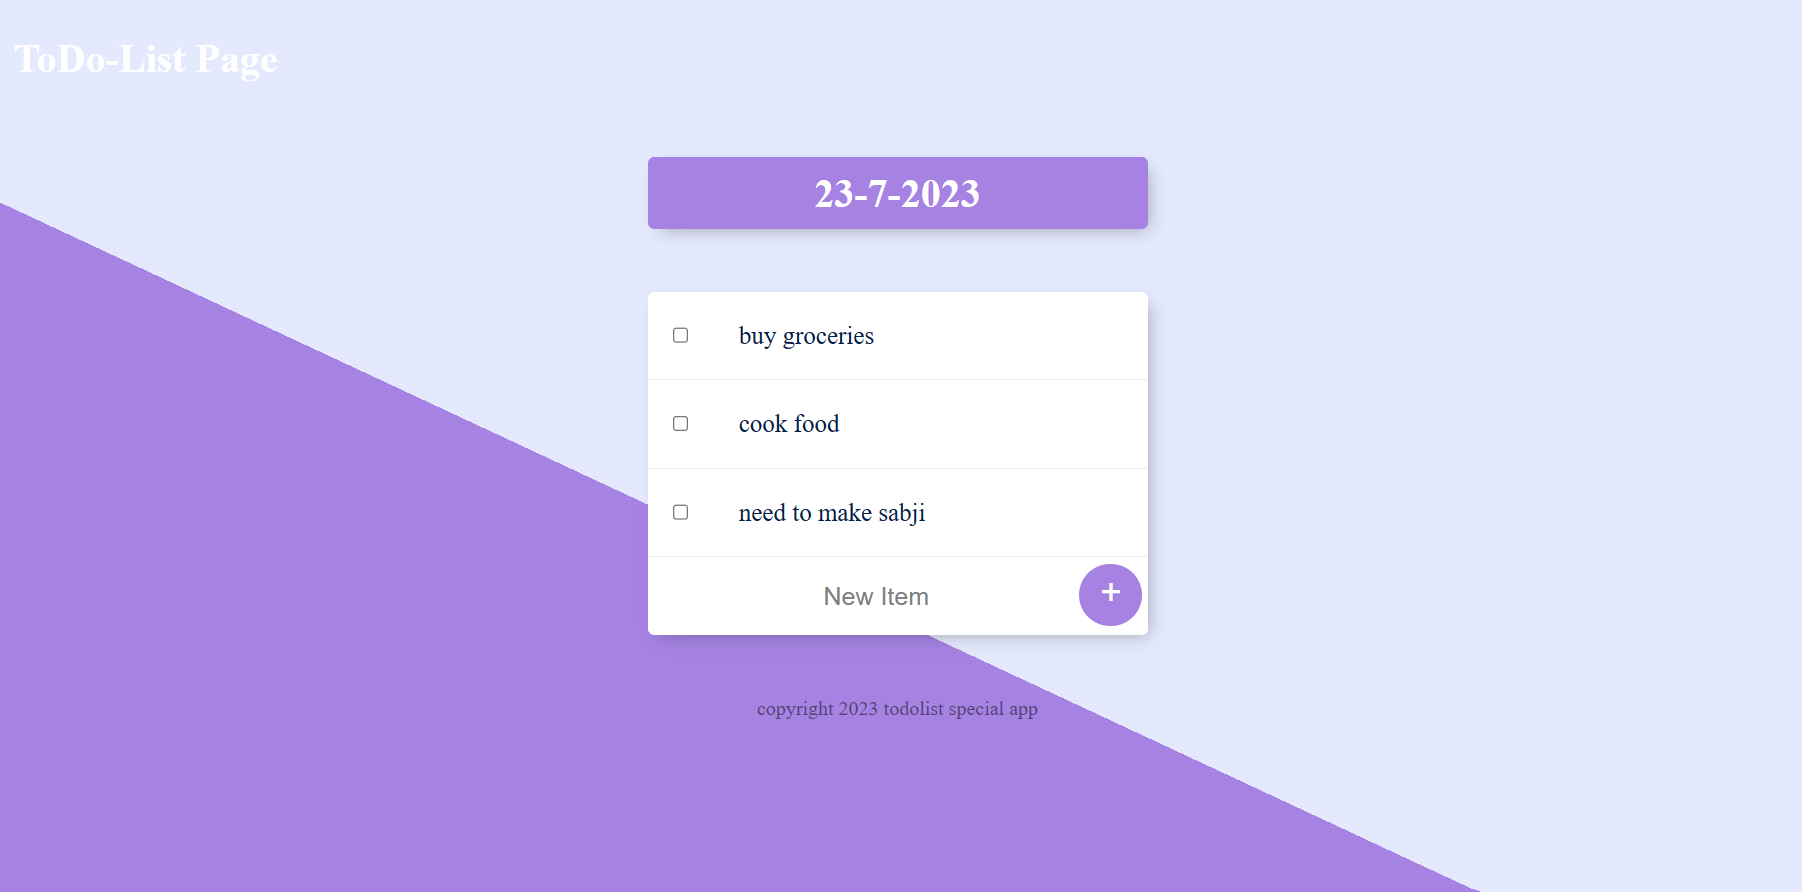 ToDo-List Page
23-7-2023
buy groceries
cook food
need to make sabji
New Item
+
copyright 2023 todolist special app